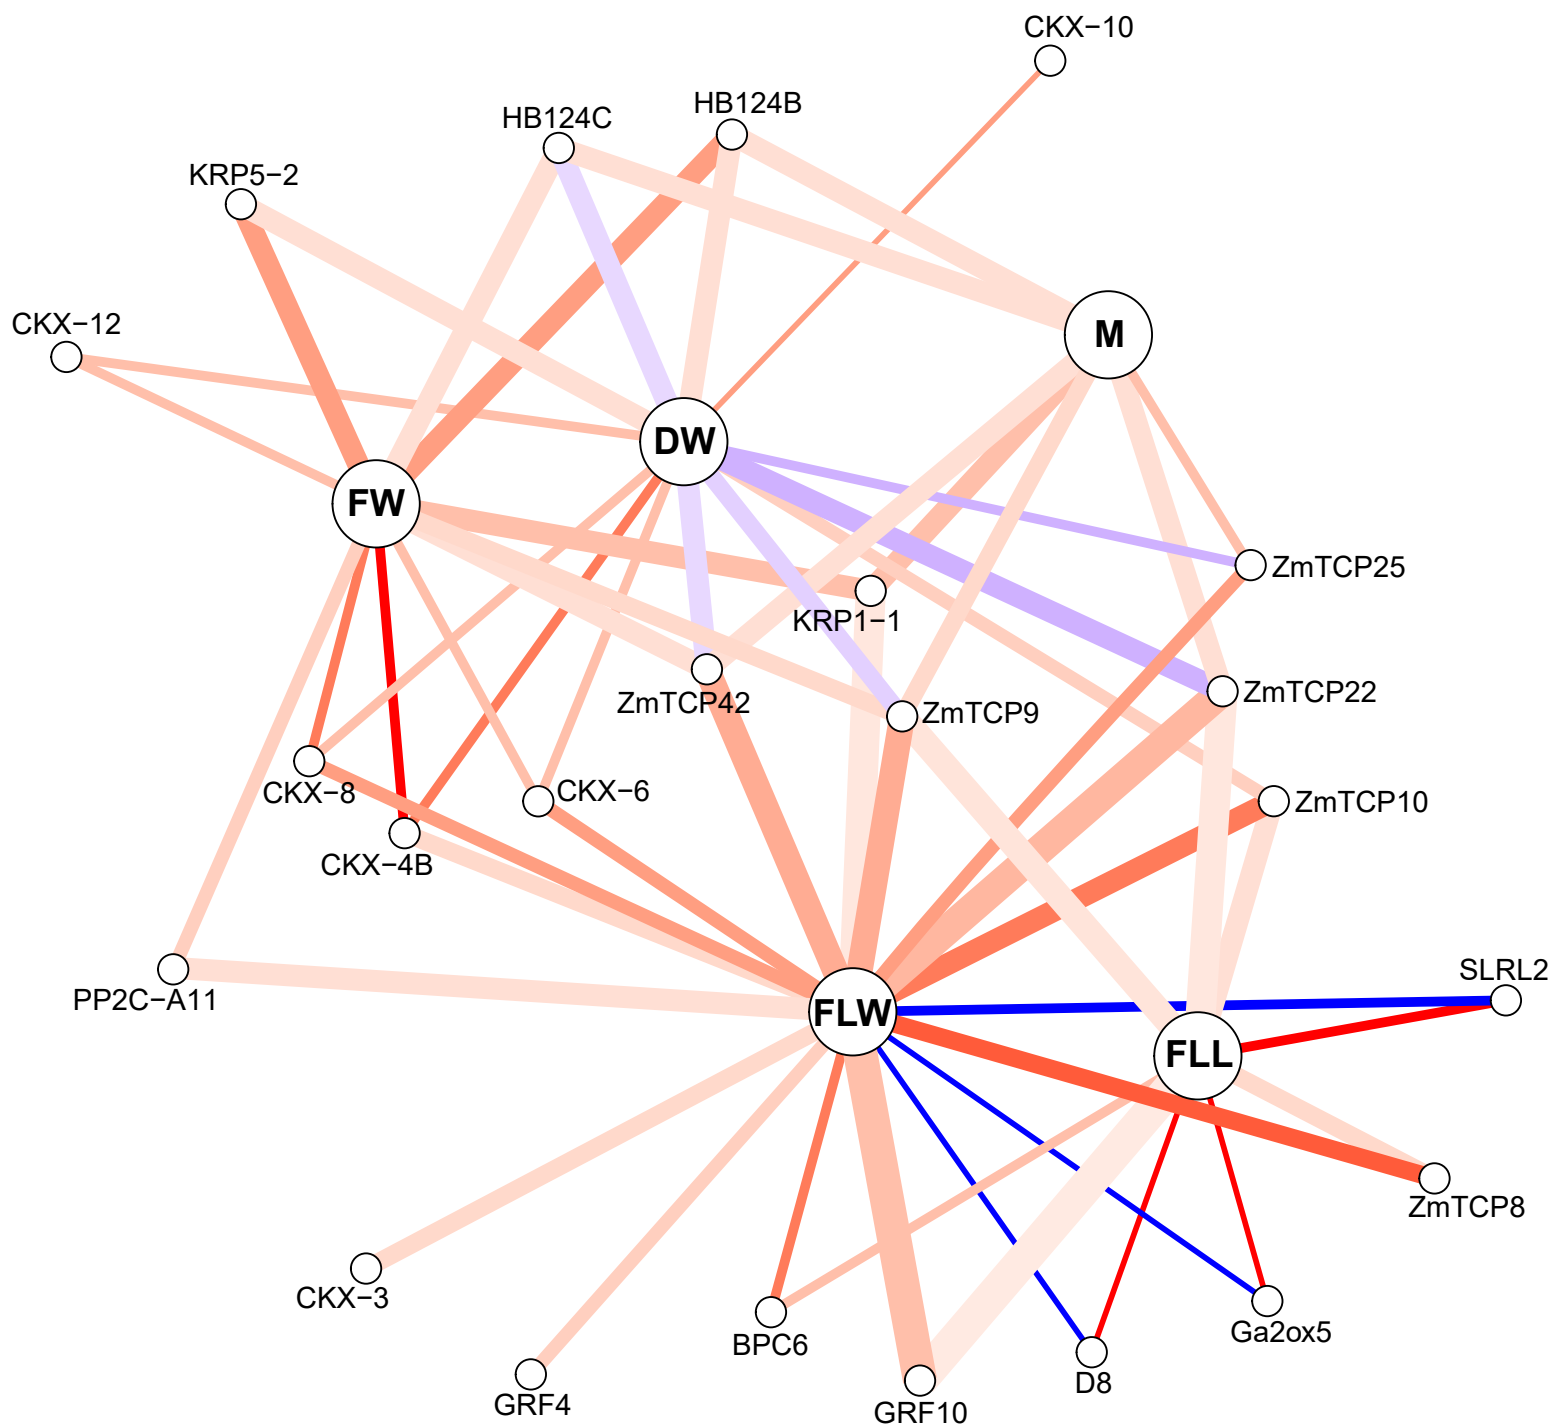 CKX−10
HB124B
HB124C
KRP5−2
CKX−12
M
DW
FW
ZmTCP25
KRP1−1
ZmTCP22
ZmTCP42
ZmTCP9
CKX−8
CKX−6
ZmTCP10
CKX−4B
SLRL2
PP2C−A11
FLW
FLL
ZmTCP8
CKX−3
Ga2ox5
BPC6
D8
GRF4
GRF10